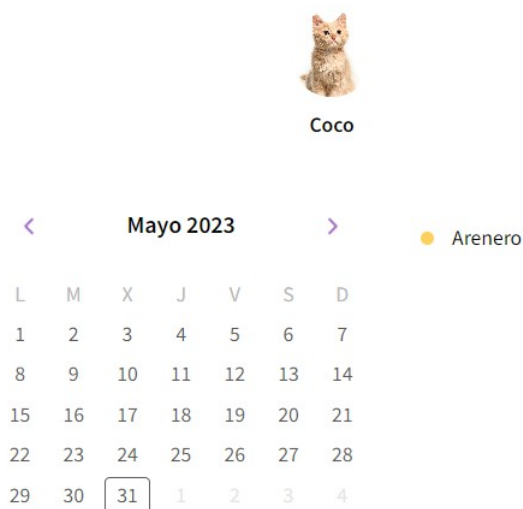 Coco
Mayo 2023
Arenero
L M X J V S D
1 2 3 4 5 6 7
8 9 10 11 12 13 14
15 16 17 18 19 20 21
22 23 24 25 26 27 28
29 30 31 1 2 3 4